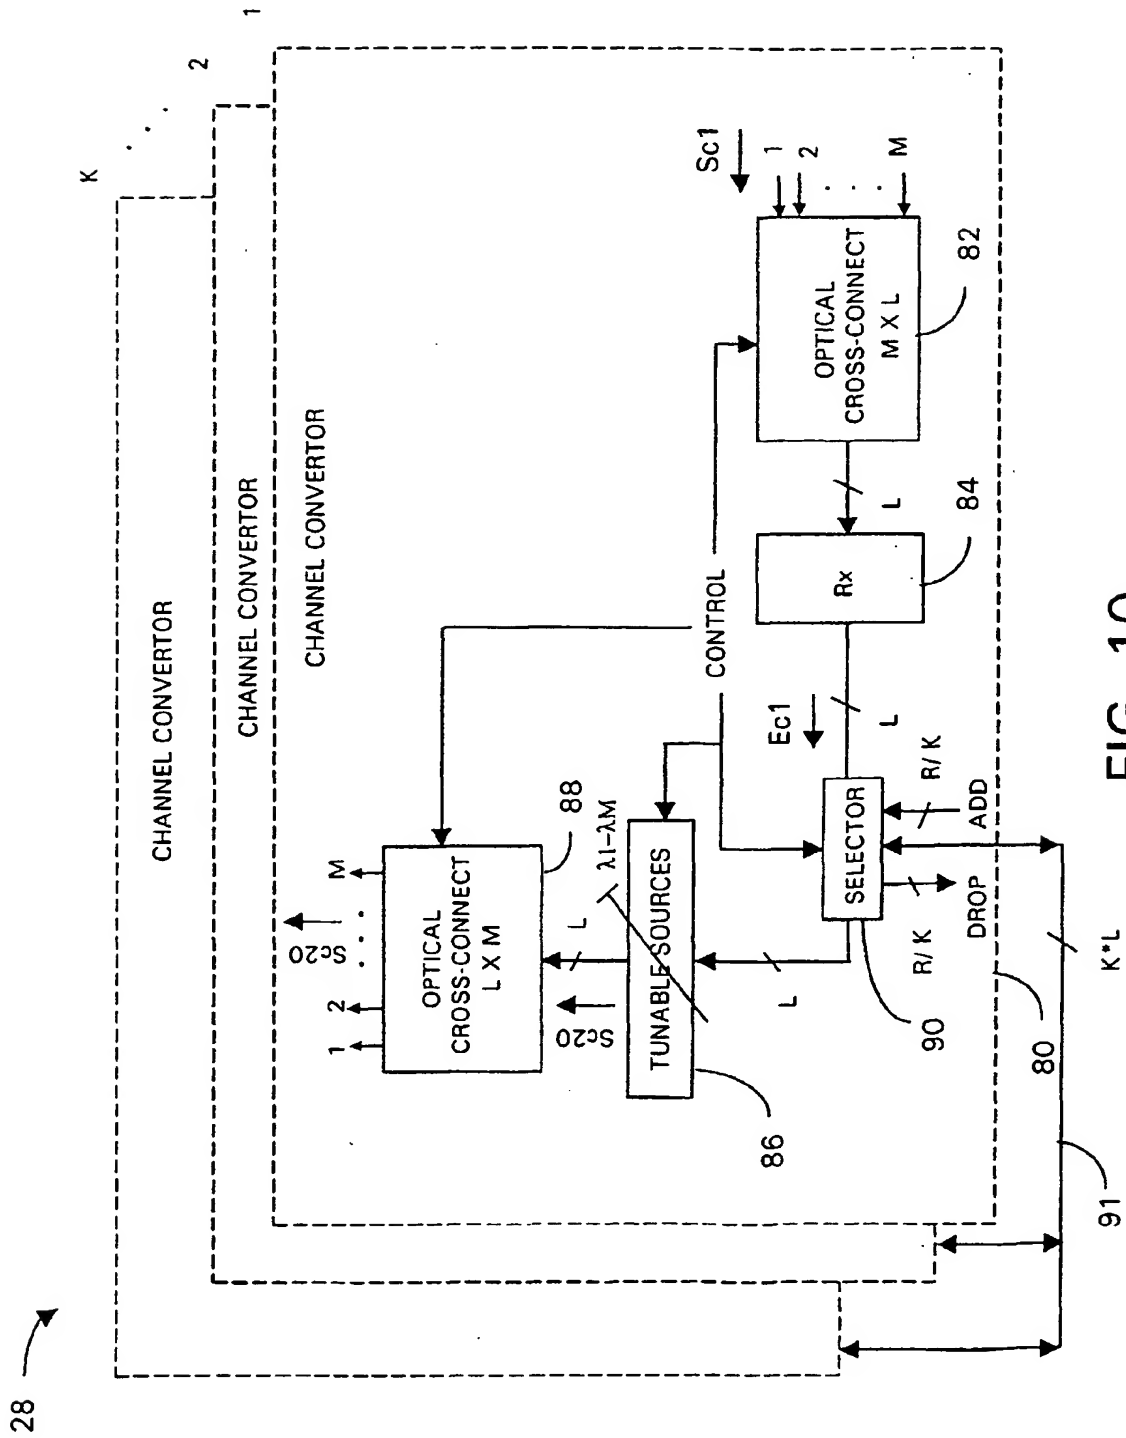 28
K
2
1
CHANNEL CONVERTOR
CHANNEL CONVERTOR
CHANNEL CONVERTOR
Sc20
1
2
M
OPTICAL
CROSS-CONNECT
L X M
88
L
Sc20
λ1-λM
TUNABLE SOURCES
86
L
CONTROL
Sc1
1
2
M
OPTICAL
CROSS-CONNECT
M X L
82
L
Rx
84
Ec1
L
SELECTOR
90
R/K
DROP
R/K
ADD
80
K*L
91
FIG. 10